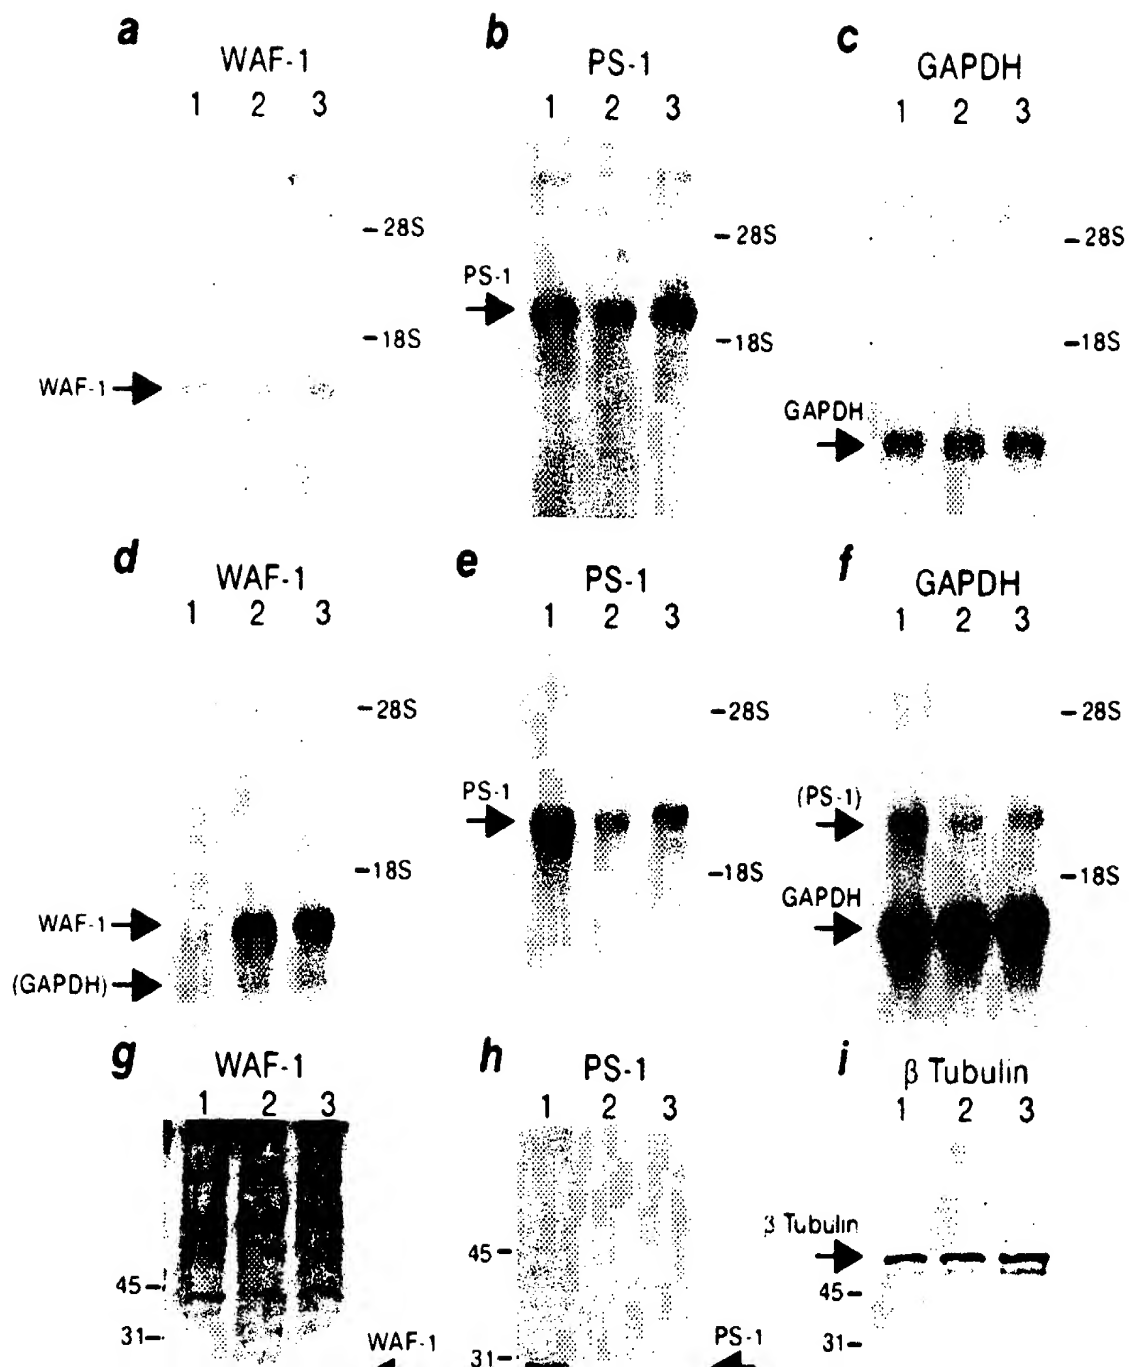 a
WAF-1
1 2 3
-28S
-18S
WAF-1
b
PS-1
1 2 3
PS-1
-28S
-18S
c
GAPDH
1 2 3
-28S
-18S
GAPDH
d
WAF-1
1 2 3
-28S
-18S
WAF-1
(GAPDH)
e
PS-1
1 2 3
-28S
PS-1
-18S
f
GAPDH
1 2 3
-28S
(PS-1)
-18S
GAPDH
g
WAF-1
1 2 3
45-
31-
WAF-1
h
PS-1
1 2 3
45-
31-
PS-1
i
β Tubulin
1 2 3
β Tubulin
45-
31-